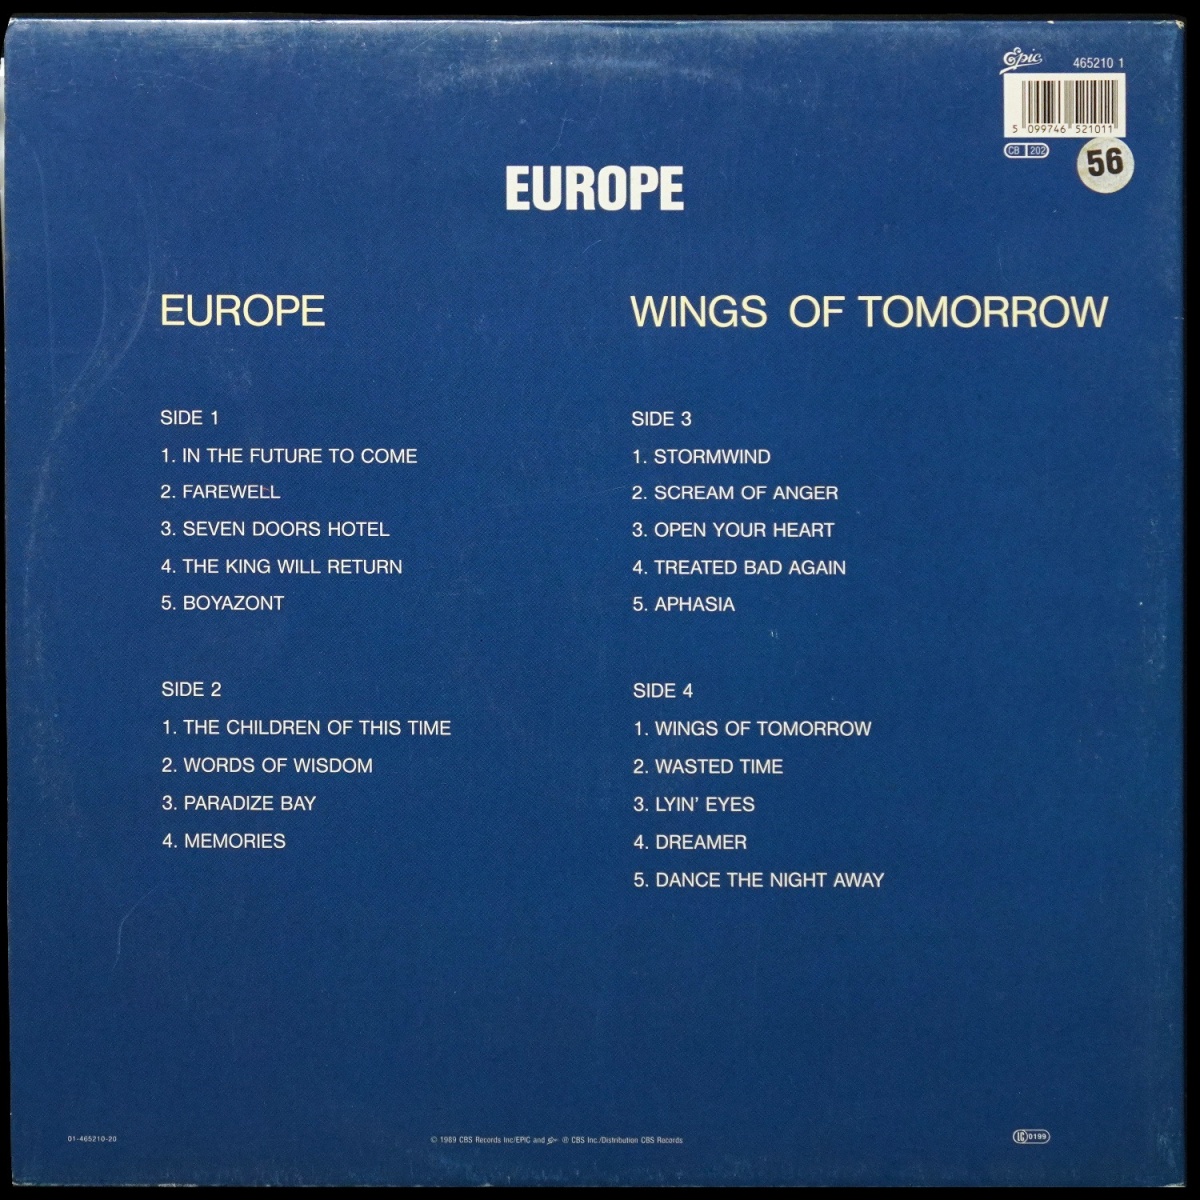 Epic 465210 1
5 099746 521011
CB 202
56
EUROPE
EUROPE
SIDE 1
1. IN THE FUTURE TO COME
2. FAREWELL
3. SEVEN DOORS HOTEL
4. THE KING WILL RETURN
5. BOYAZONT
SIDE 2
1. THE CHILDREN OF THIS TIME
2. WORDS OF WISDOM
3. PARADIZE BAY
4. MEMORIES
WINGS OF TOMORROW
SIDE 3
1. STORMWIND
2. SCREAM OF ANGER
3. OPEN YOUR HEART
4. TREATED BAD AGAIN
5. APHASIA
SIDE 4
1. WINGS OF TOMORROW
2. WASTED TIME
3. LYIN' EYES
4. DREAMER
5. DANCE THE NIGHT AWAY
01-465210-20
© 1989 CBS Records Inc/EPIC and Epic ® CBS Inc./Distribution CBS Records
LC 0199